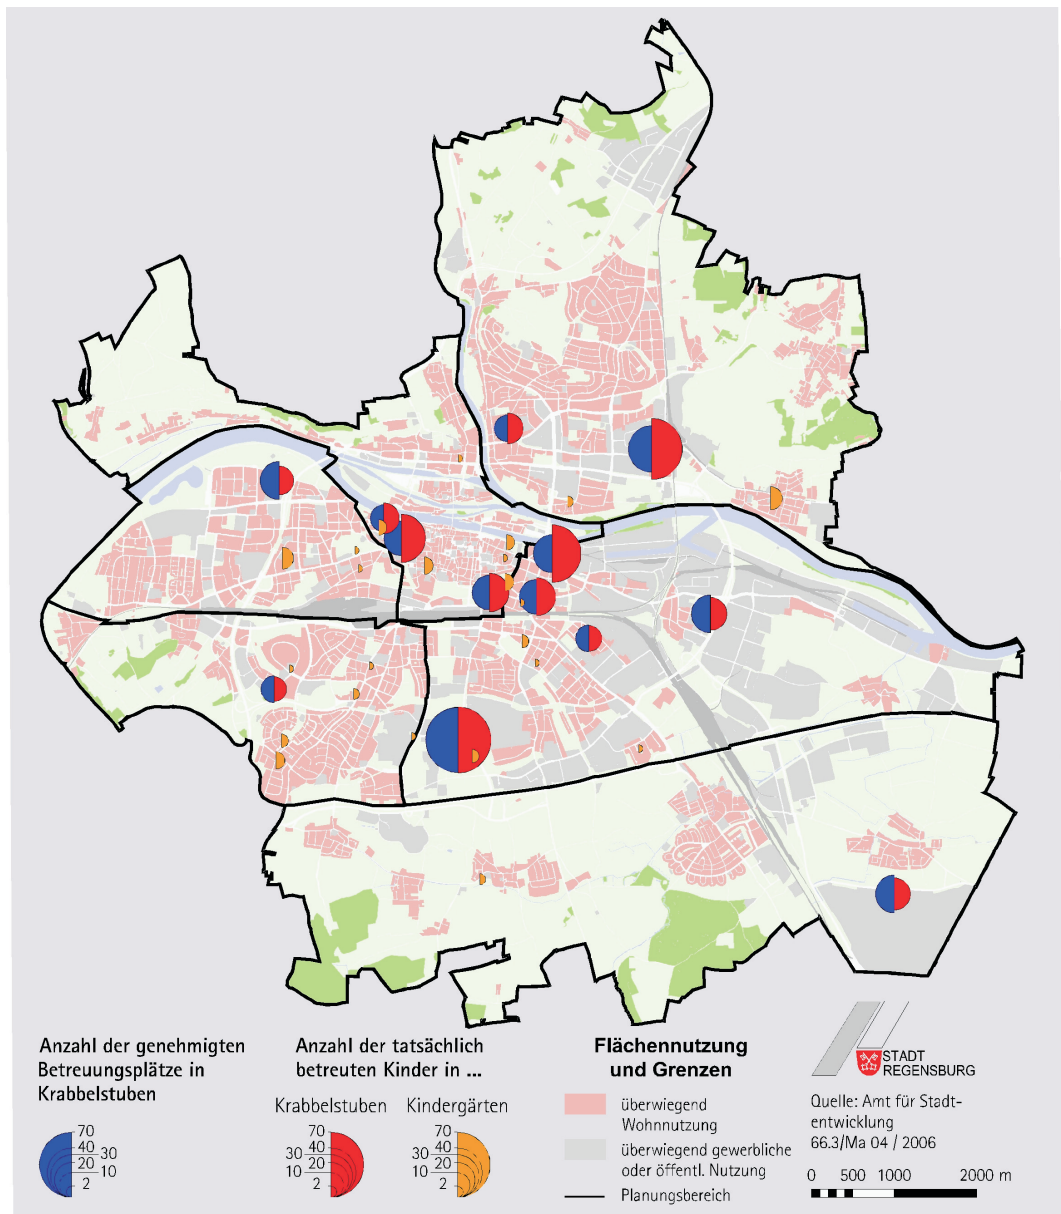 Anzahl der genehmigten
Betreuungsplätze in
Krabbelstuben
70
40
30
20
10
2
Anzahl der tatsächlich
betreuten Kinder in ...
Krabbelstuben
70
40
30
20
10
2
Kindergärten
70
40
30
20
10
2
Flächennutzung
und Grenzen
überwiegend
Wohnnutzung
überwiegend gewerbliche
oder öffentl. Nutzung
Planungsbereich
STADT
REGENSBURG
Quelle: Amt für Stadt-
entwicklung
66.3/Ma 04 / 2006
0 500 1000 2000 m